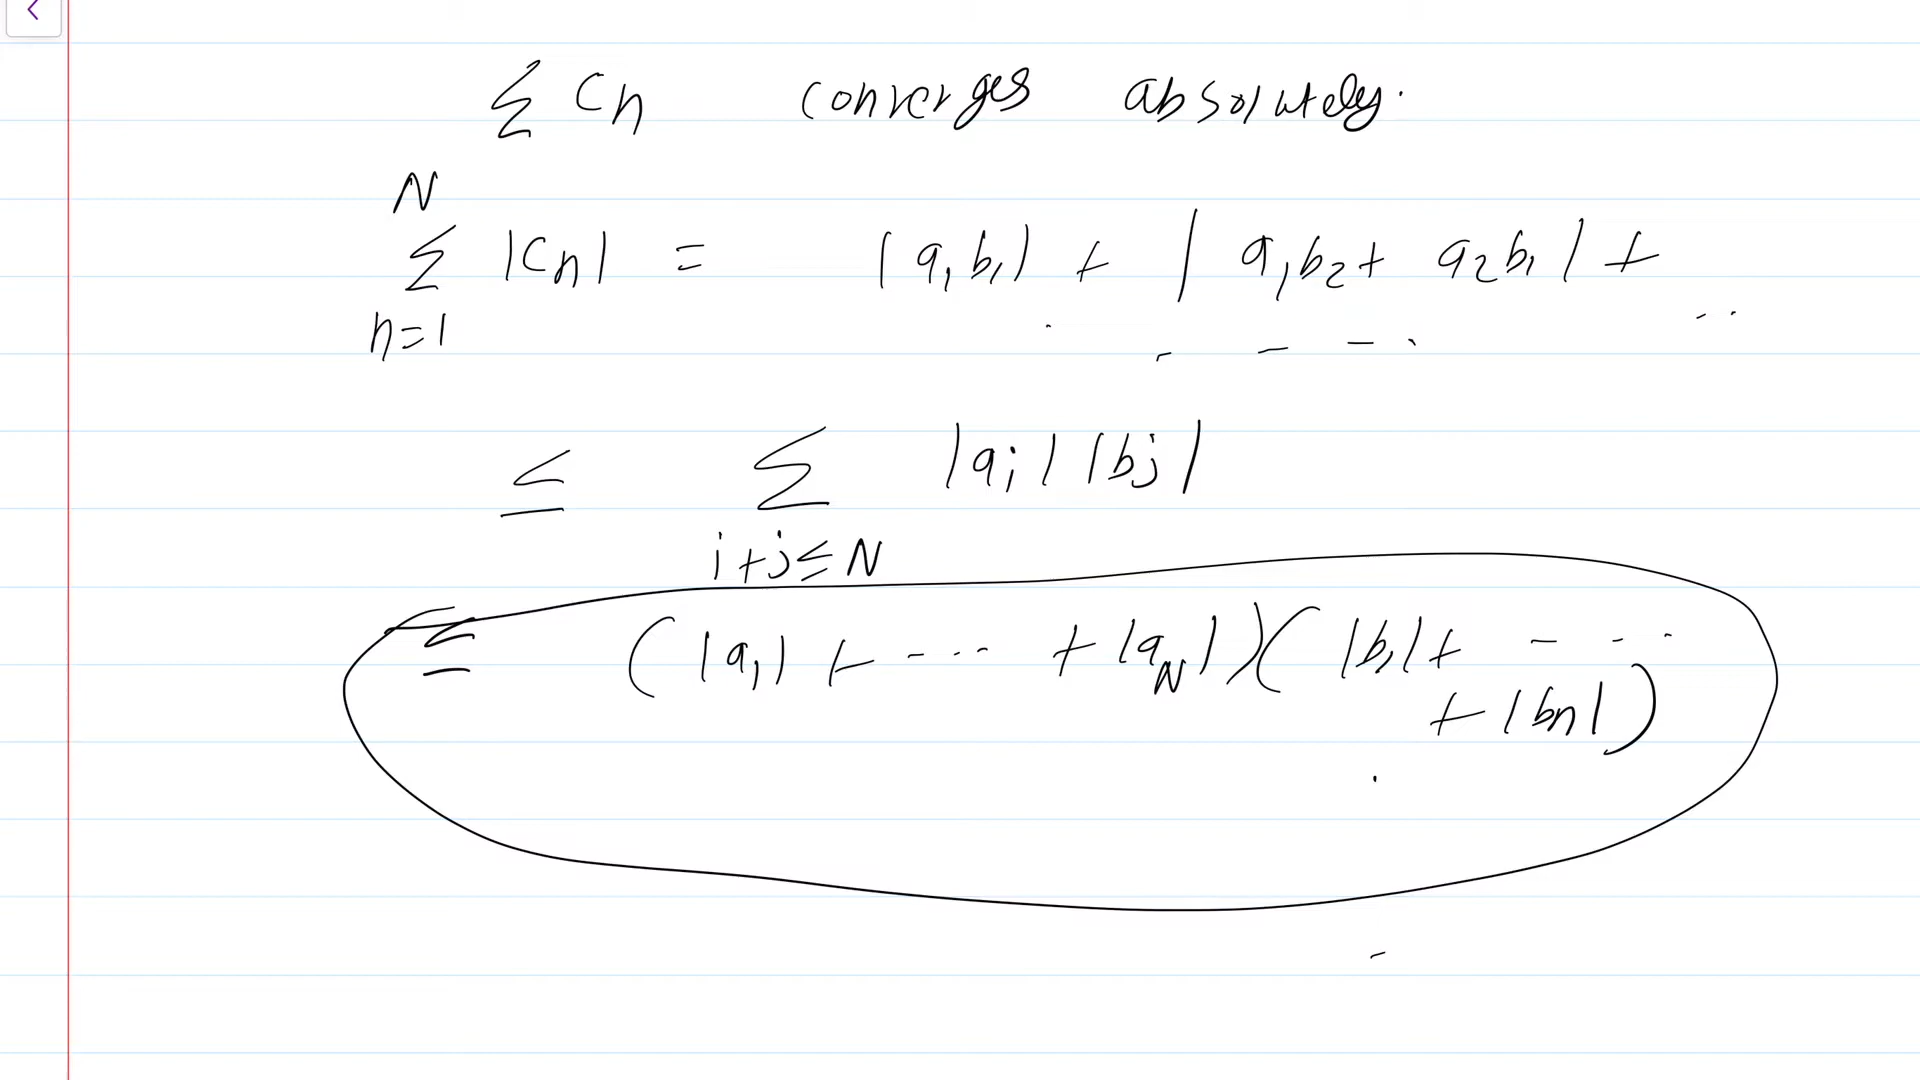 Σ Cn converges absolutely.
N
Σ |Cn| = |a₁b₁| + |a₁b₂ + a₂b₁| +
n=1 . - - - . - ..
≤ Σ |ai| |bj|
i+j≤N
≤ (|a₁| + - ... + |aN|)(|b₁| + - ...
+ |bn|)